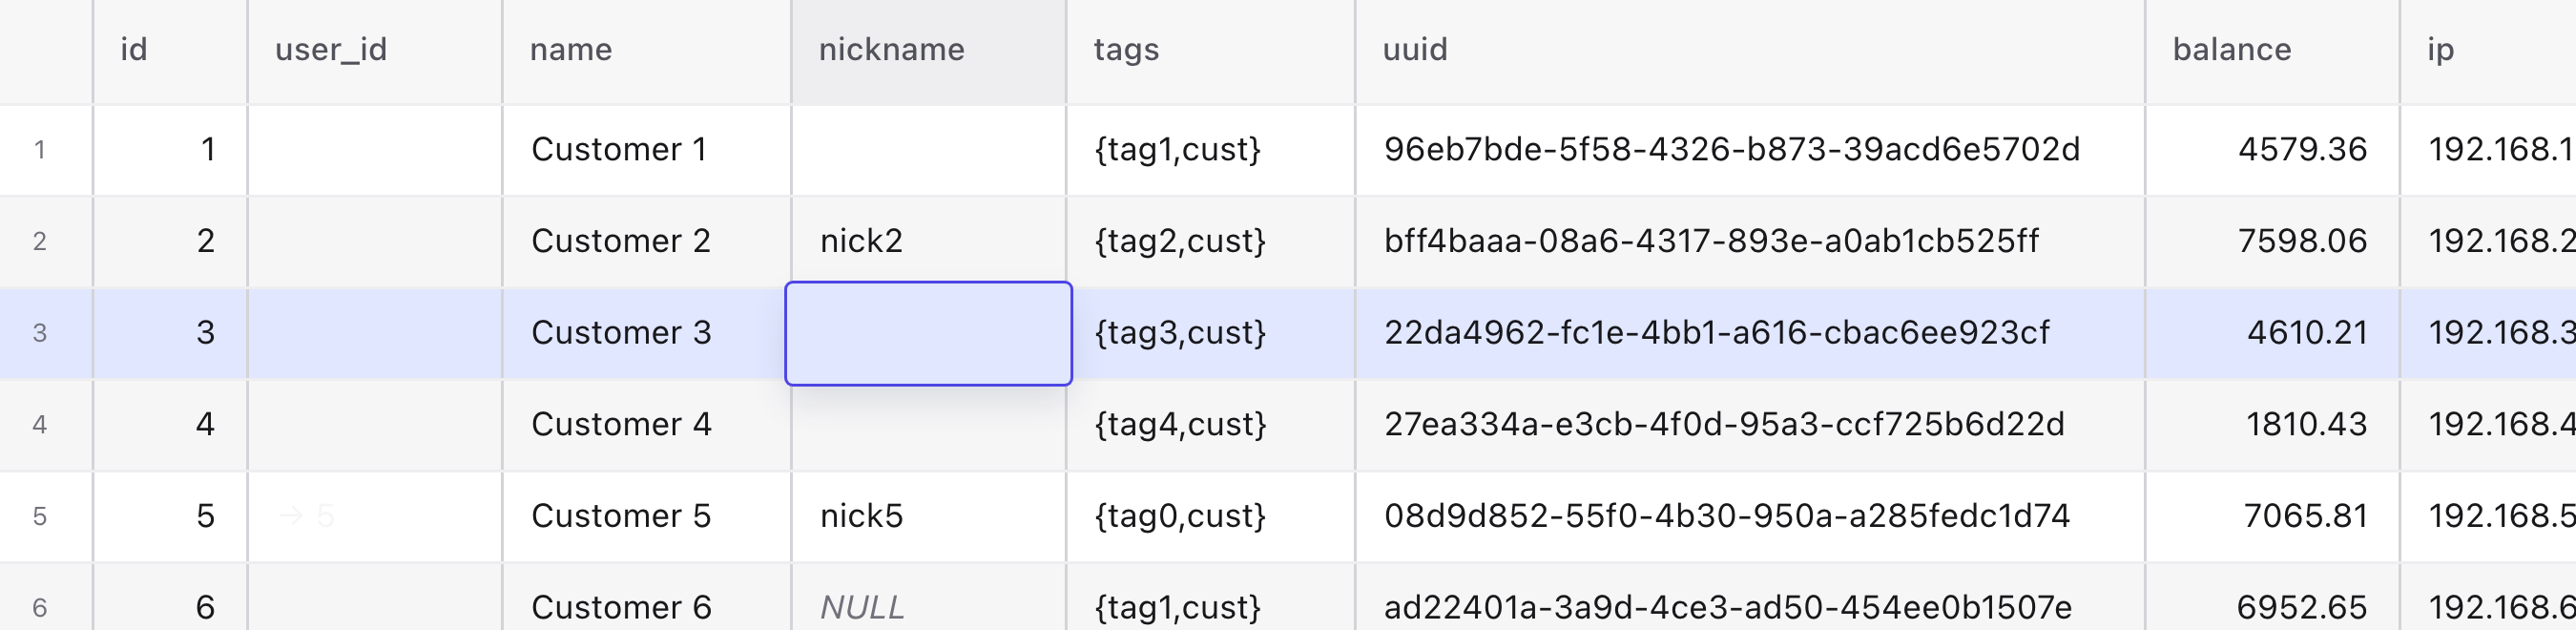 id user_id name nickname tags uuid balance ip
1 1 Customer 1 {tag1,cust} 96eb7bde-5f58-4326-b873-39acd6e5702d 4579.36 192.168.1
2 2 Customer 2 nick2 {tag2,cust} bff4baaa-08a6-4317-893e-a0ab1cb525ff 7598.06 192.168.2
3 3 Customer 3 {tag3,cust} 22da4962-fc1e-4bb1-a616-cbac6ee923cf 4610.21 192.168.3
4 4 Customer 4 {tag4,cust} 27ea334a-e3cb-4f0d-95a3-ccf725b6d22d 1810.43 192.168.4
5 5 → 5 Customer 5 nick5 {tag0,cust} 08d9d852-55f0-4b30-950a-a285fedc1d74 7065.81 192.168.5
6 6 Customer 6 NULL {tag1,cust} ad22401a-3a9d-4ce3-ad50-454ee0b1507e 6952.65 192.168.6